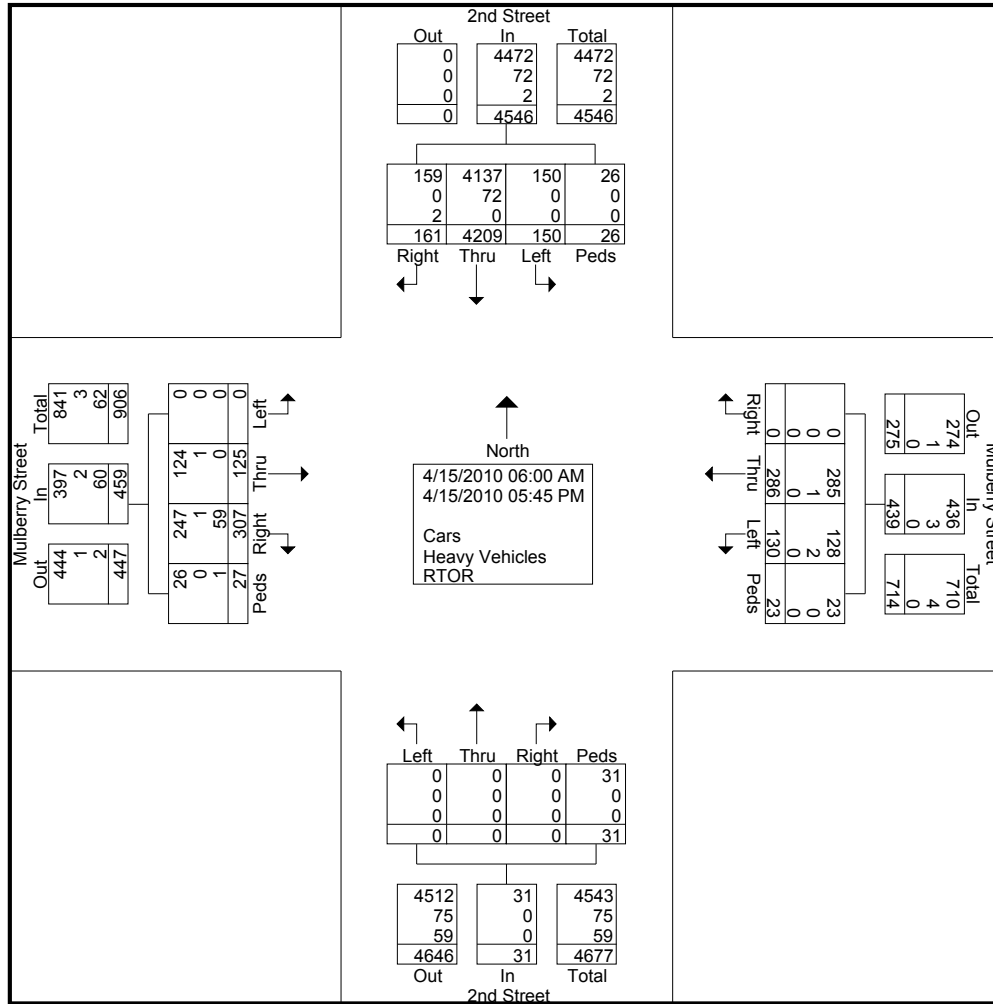 2nd Street
Out In Total
0 4472 4472
0 72 72
0 2 2
0 4546 4546
159 4137 150 26
0 72 0 0
2 0 0 0
161 4209 150 26
Right Thru Left Peds
Mulberry Street
Total In Out
841 397 444
3 2 1
62 60 2
906 459 447
0 124 247 26
0 1 1 0
0 0 59 1
0 125 307 27
Left Thru Right Peds
North
4/15/2010 06:00 AM
4/15/2010 05:45 PM
Cars
Heavy Vehicles
RTOR
Right Thru Left Peds
0 285 128 23
0 1 2 0
0 0 0 0
0 286 130 23
Mulberry Street
Out In Total
274 436 710
1 3 4
0 0 0
275 439 714
Left Thru Right Peds
0 0 0 31
0 0 0 0
0 0 0 0
0 0 0 31
4512 31 4543
75 0 75
59 0 59
4646 31 4677
Out In Total
2nd Street